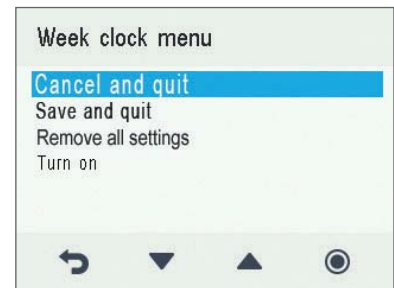 Week clock menu
Cancel and quit
Save and quit
Remove all settings
Turn on